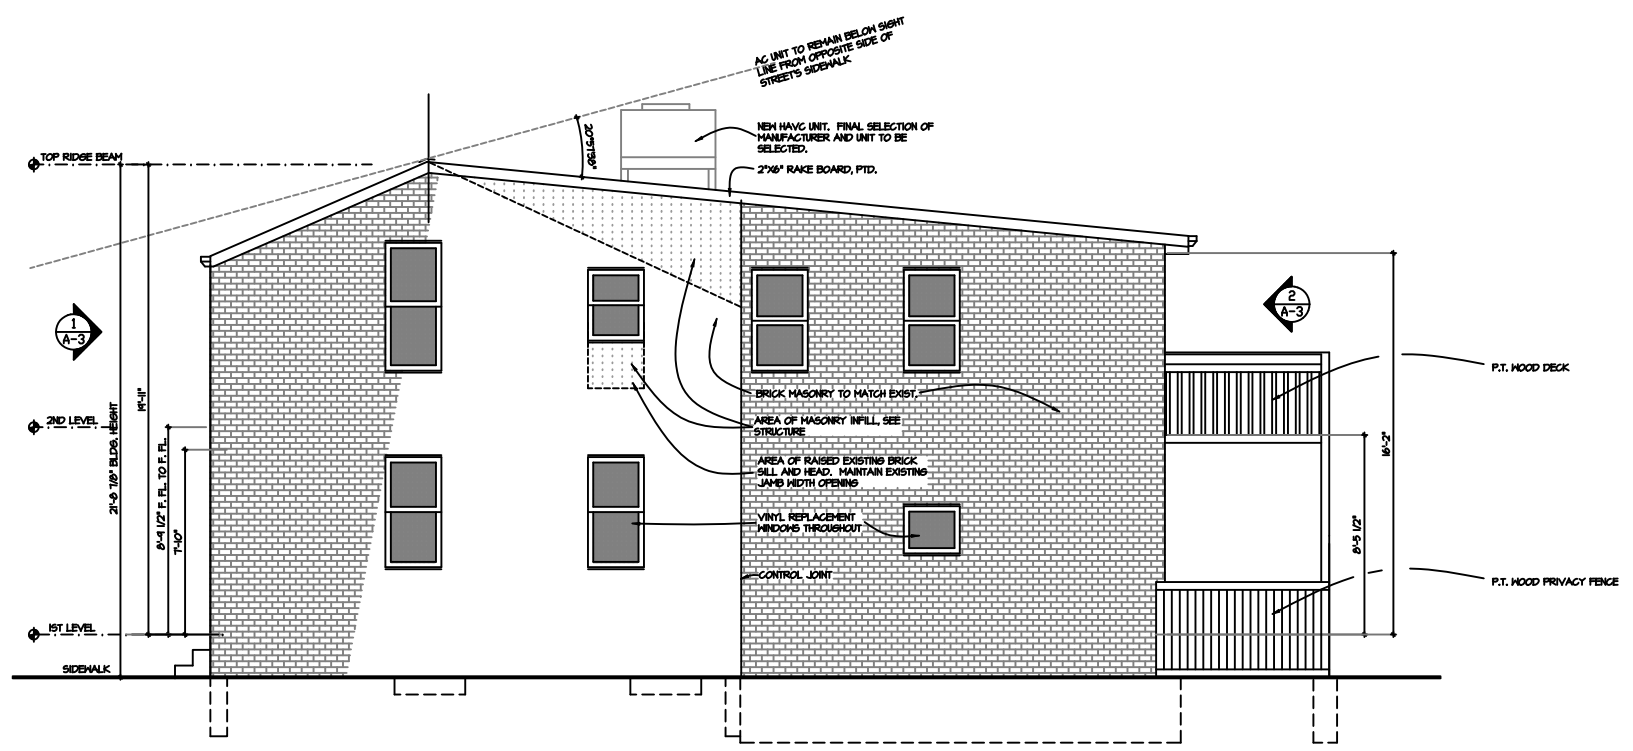 AC UNIT TO REMAIN BELOW SIGHT
LINE FROM OPPOSITE SIDE OF
STREET'S SIDEWALK
20°51'36"
NEW HAVC UNIT. FINAL SELECTION OF
MANUFACTURER AND UNIT TO BE
SELECTED.
2"X6" RAKE BOARD, PTD.
TOP RIDGE BEAM
1
A-3
2
A-3
P.T. WOOD DECK
BRICK MASONRY TO MATCH EXIST.
19'-11"
2ND LEVEL
21'-8 7/8" BLDG. HEIGHT
8'-9 1/2" F. FL. TO F. FL.
7'-10"
AREA OF MASONRY INFILL, SEE
STRUCTURE
16'-2"
AREA OF RAISED EXISTING BRICK
SILL AND HEAD. MAINTAIN EXISTING
JAMB WIDTH OPENING
VINYL REPLACEMENT
WINDOWS THROUGHOUT
8'-5 1/2"
CONTROL JOINT
P.T. WOOD PRIVACY FENCE
1ST LEVEL
SIDEWALK